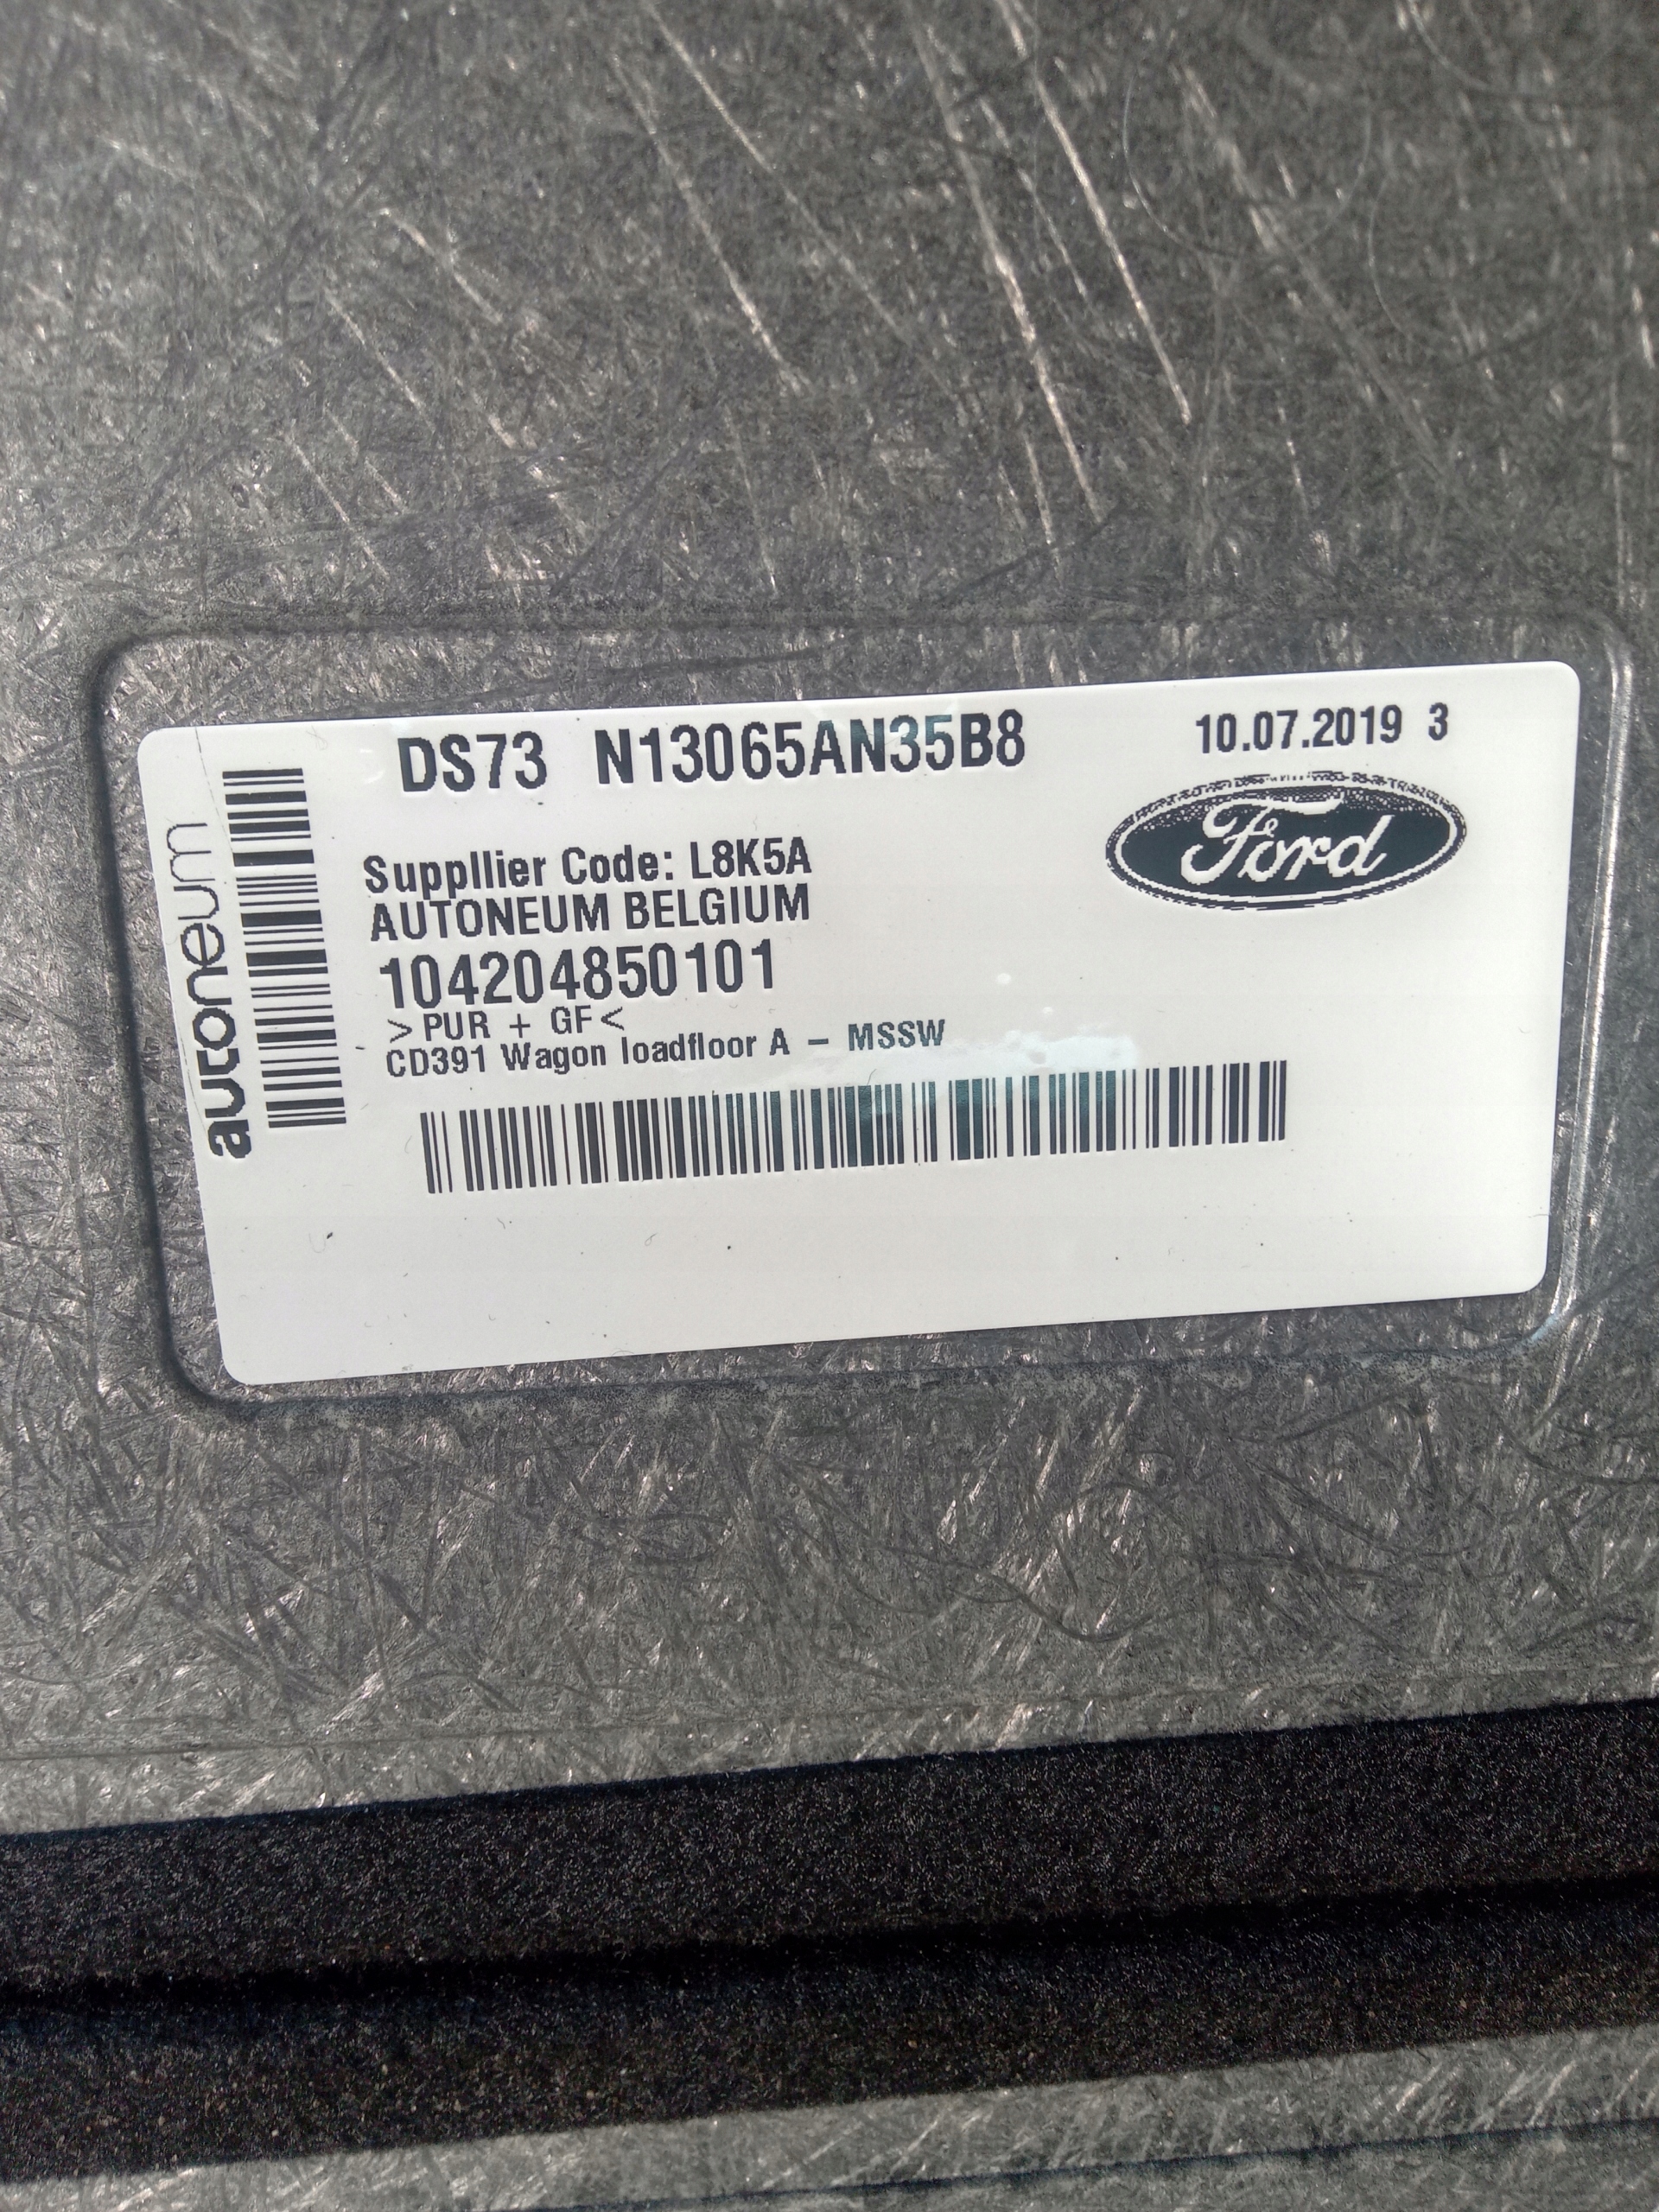 DS73 N13065AN35B8
10.07.2019 3
Ford
autoneum
Suppllier Code: L8K5A
AUTONEUM BELGIUM
104204850101
>PUR + GF<
CD391 Wagon loadfloor A - MSSW